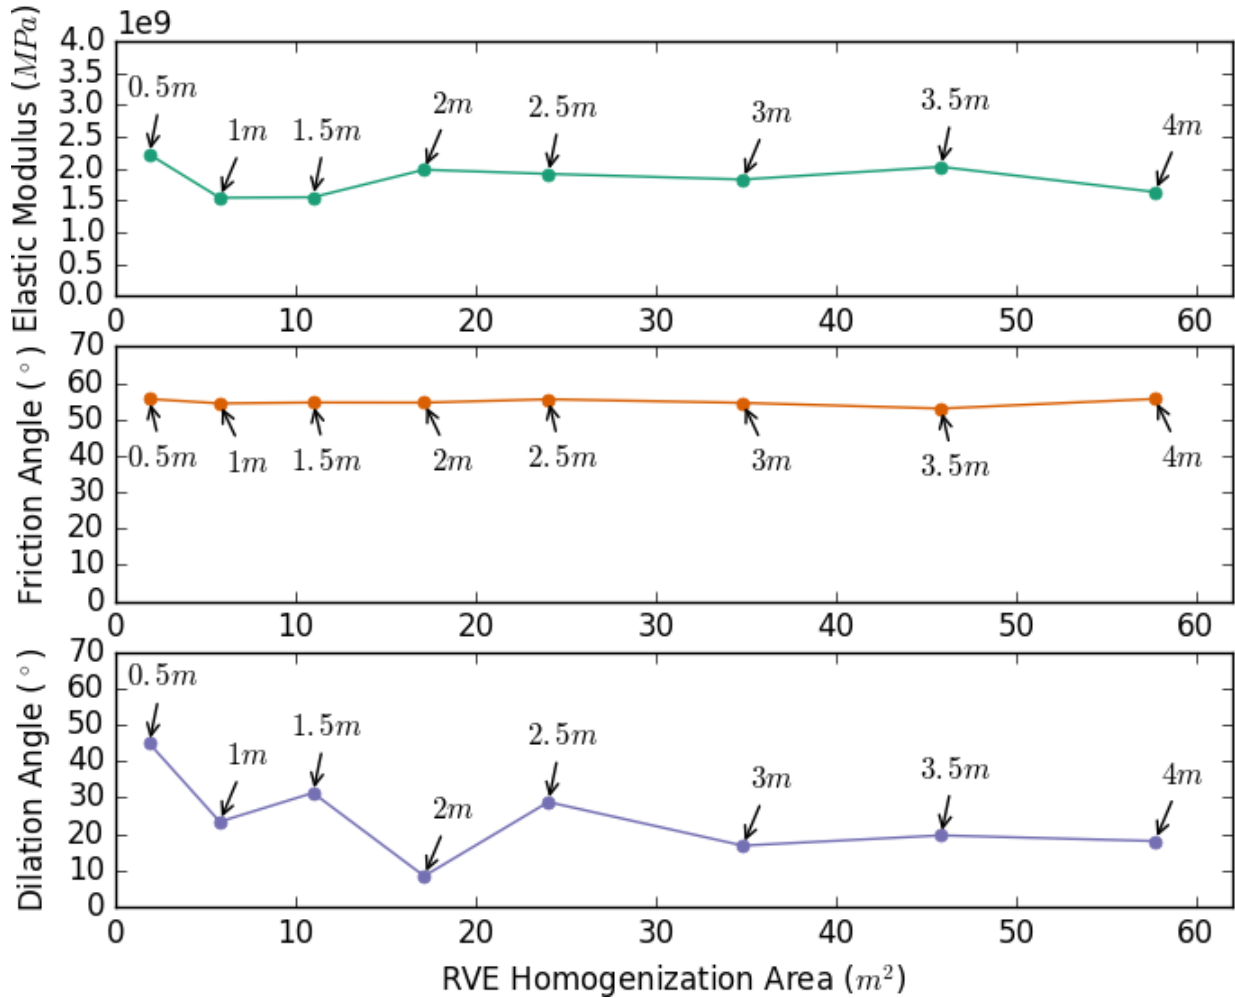 1e9
Elastic Modulus (MPa)
4.0
3.5
3.0
2.5
2.0
1.5
1.0
0.5
0.0
0.5m
1m
1.5m
2m
2.5m
3m
3.5m
4m
0 10 20 30 40 50 60
Friction Angle (°)
70
60
50
40
30
20
10
0
0.5m
1m
1.5m
2m
2.5m
3m
3.5m
4m
0 10 20 30 40 50 60
Dilation Angle (°)
70
60
50
40
30
20
10
0
0.5m
1m
1.5m
2m
2.5m
3m
3.5m
4m
0 10 20 30 40 50 60
RVE Homogenization Area (m²)